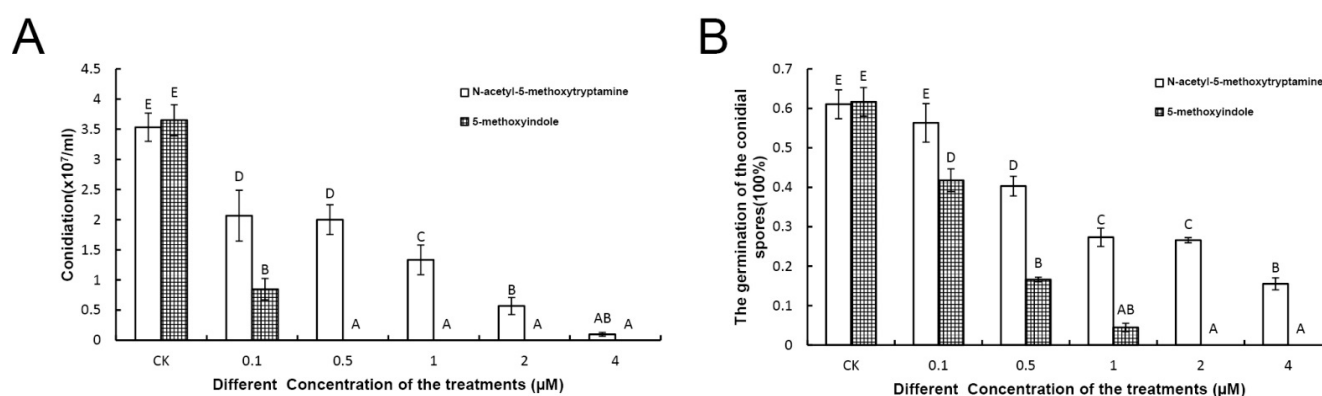 A
Conidiation(x10⁷/ml)
4.5
4
3.5
3
2.5
2
1.5
1
0.5
0
E E
D
B
D
A
C
A
B
A
AB
A
N-acetyl-5-methoxytryptamine
5-methoxyindole
CK 0.1 0.5 1 2 4
Different Concentration of the treatments (μM)
B
The germination of the conidial
spores(100%)
0.7
0.6
0.5
0.4
0.3
0.2
0.1
0
E E
E
D
D
B
C
AB
C
A
B
A
N-acetyl-5-methoxytryptamine
5-methoxyindole
CK 0.1 0.5 1 2 4
Different Concentration of the treatments (μM)